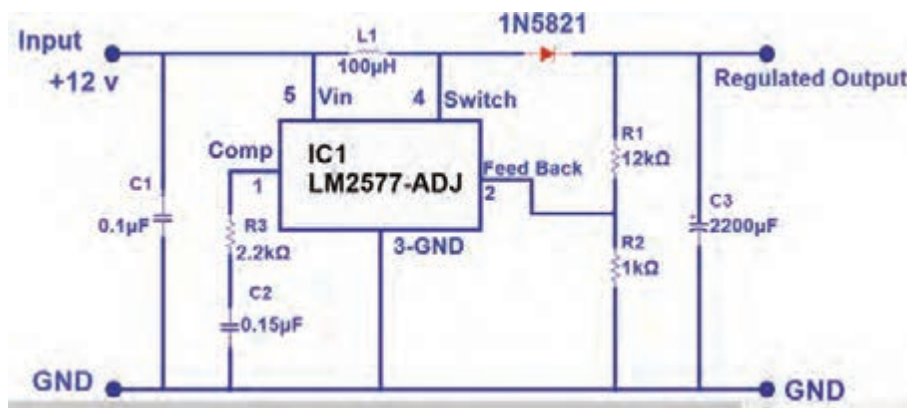 1N5821
Input
+12 v
L1
100µH
Regulated Output
5
Vin
4
Switch
Comp
1
IC1
LM2577-ADJ
Feed Back
2
3-GND
R1
12kΩ
C1
0.1µF
R3
2.2kΩ
C3
+
2200µF
R2
1kΩ
C2
0.15µF
GND
GND